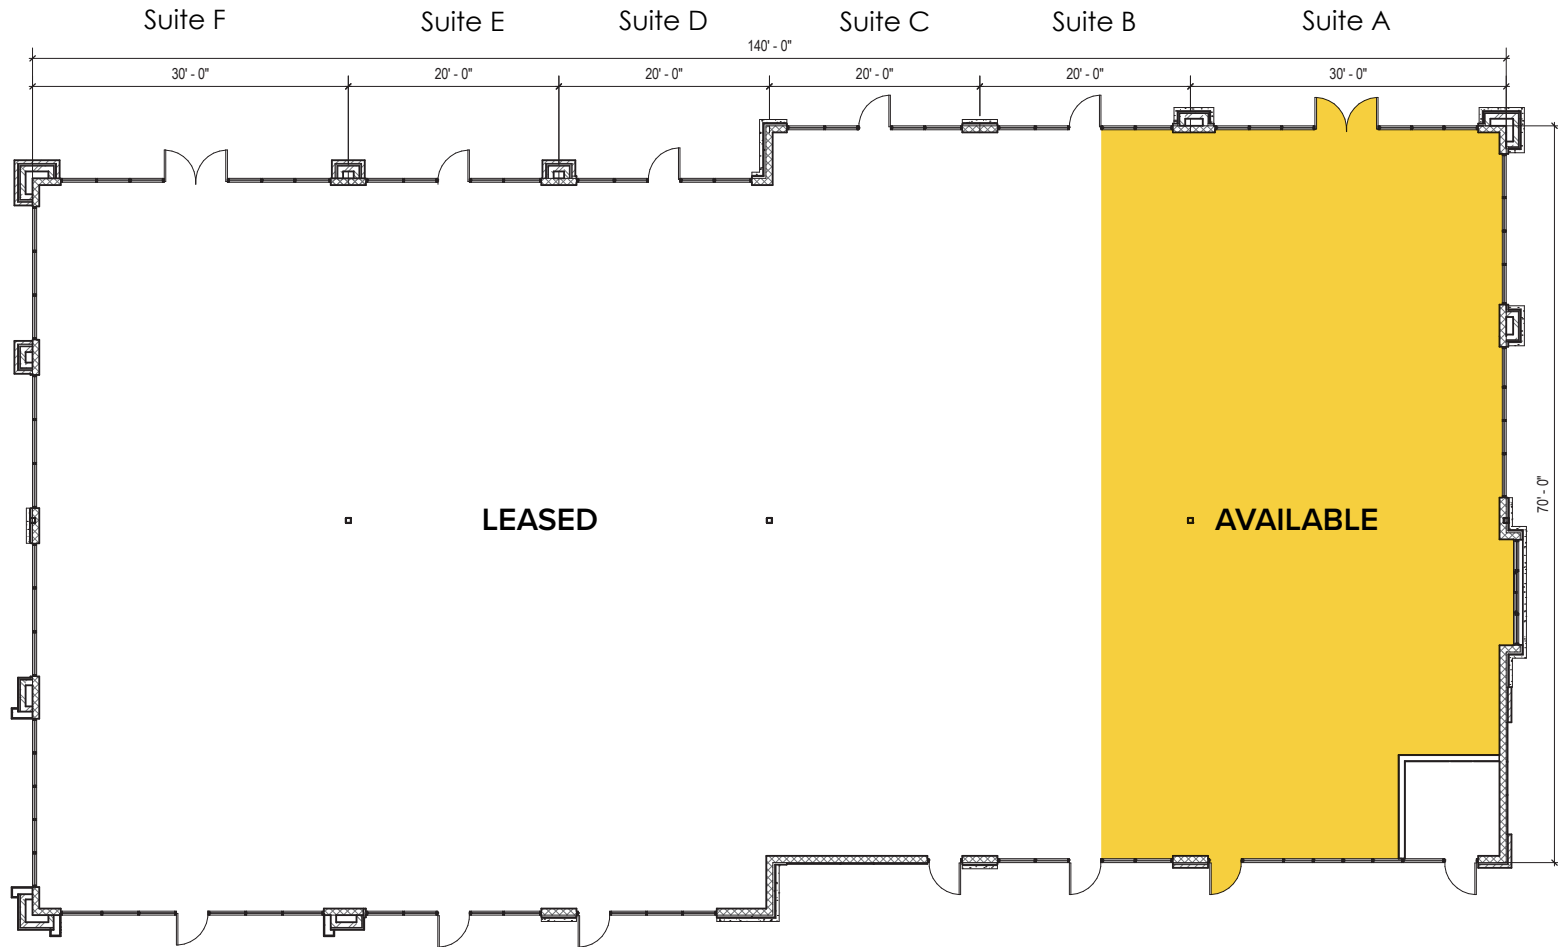 Suite F Suite E Suite D Suite C Suite B Suite A
140' - 0"
30' - 0" 20' - 0" 20' - 0" 20' - 0" 20' - 0" 30' - 0"
LEASED AVAILABLE
70' - 0"